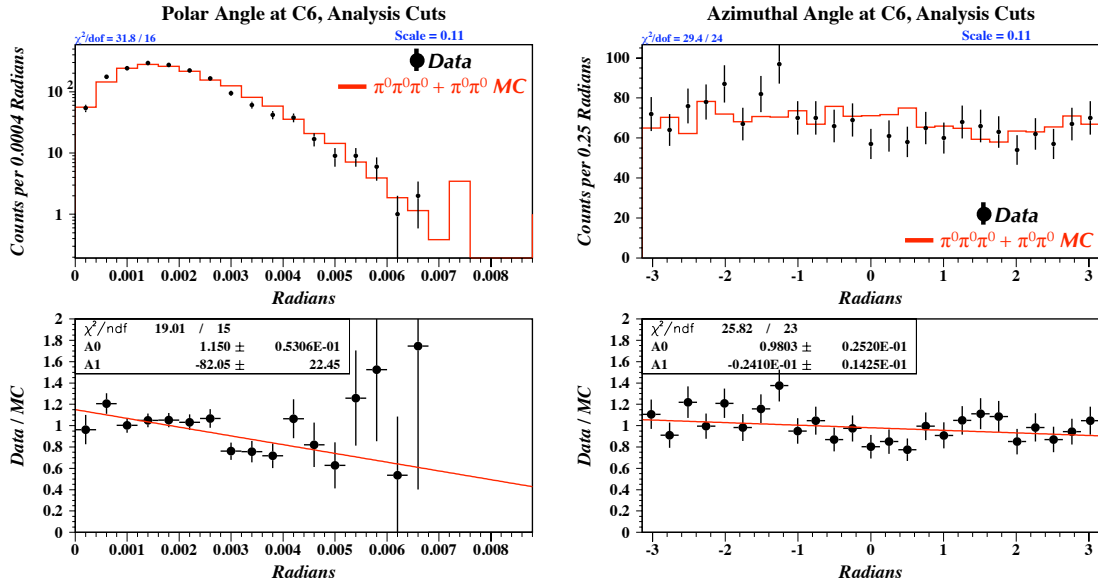 Polar Angle at C6, Analysis Cuts
χ²/dof = 31.8 / 16
Scale = 0.11
Data
π⁰π⁰π⁰ + π⁰π⁰ MC
Counts per 0.0004 Radians
10²
10
1
0 0.001 0.002 0.003 0.004 0.005 0.006 0.007 0.008
Radians
Azimuthal Angle at C6, Analysis Cuts
χ²/dof = 29.4 / 24
Scale = 0.11
Data
π⁰π⁰π⁰ + π⁰π⁰ MC
Counts per 0.25 Radians
100
80
60
40
20
0
-3 -2 -1 0 1 2 3
Radians
χ²/ndf 19.01 / 15
A0 1.150 ± 0.5306E-01
A1 -82.05 ± 22.45
Data / MC
2
1.8
1.6
1.4
1.2
1
0.8
0.6
0.4
0.2
0
0 0.001 0.002 0.003 0.004 0.005 0.006 0.007 0.008
Radians
χ²/ndf 25.82 / 23
A0 0.9803 ± 0.2520E-01
A1 -0.2410E-01 ± 0.1425E-01
Data / MC
2
1.8
1.6
1.4
1.2
1
0.8
0.6
0.4
0.2
0
-3 -2 -1 0 1 2 3
Radians